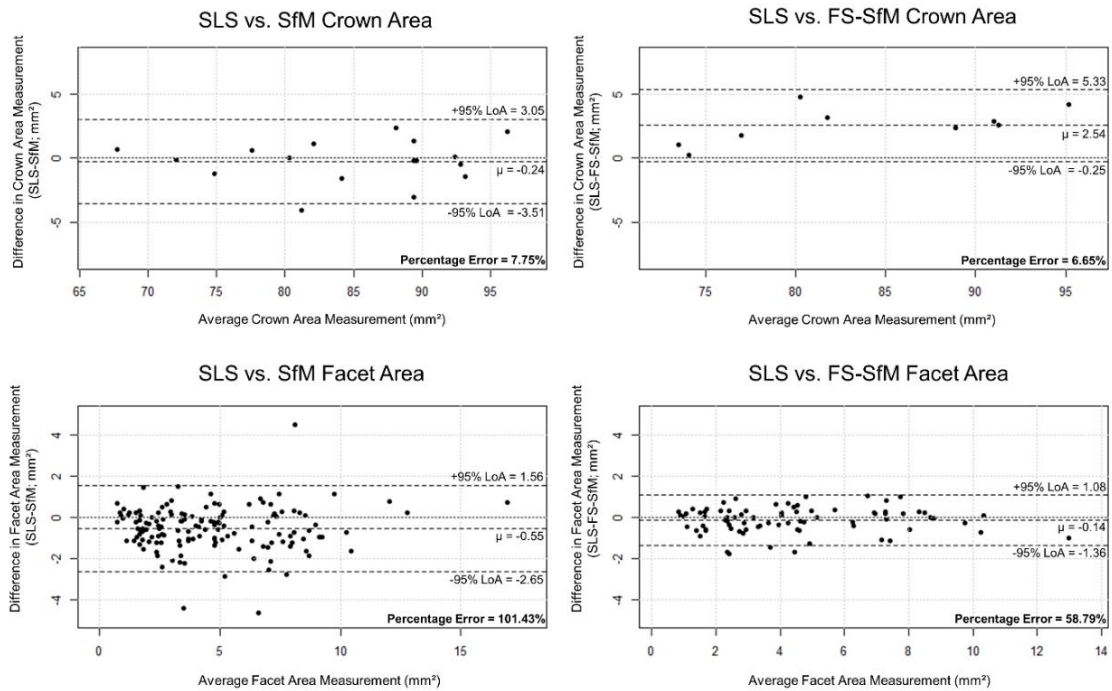 SLS vs. SfM Crown Area
Difference in Crown Area Measurement
(SLS-SfM; mm²)
5
0
-5
+95% LoA = 3.05
μ = -0.24
-95% LoA = -3.51
Percentage Error = 7.75%
65 70 75 80 85 90 95
Average Crown Area Measurement (mm²)
SLS vs. FS-SfM Crown Area
Difference in Crown Area Measurement
(SLS-FS-SfM; mm²)
5
0
-5
+95% LoA = 5.33
μ = 2.54
-95% LoA = -0.25
Percentage Error = 6.65%
75 80 85 90 95
Average Crown Area Measurement (mm²)
SLS vs. SfM Facet Area
Difference in Facet Area Measurement
(SLS-SfM; mm²)
4
2
0
-2
-4
+95% LoA = 1.56
μ = -0.55
-95% LoA = -2.65
Percentage Error = 101.43%
0 5 10 15
Average Facet Area Measurement (mm²)
SLS vs. FS-SfM Facet Area
Difference in Facet Area Measurement
(SLS-FS-SfM; mm²)
4
2
0
-2
-4
+95% LoA = 1.08
μ = -0.14
-95% LoA = -1.36
Percentage Error = 58.79%
0 2 4 6 8 10 12 14
Average Facet Area Measurement (mm²)